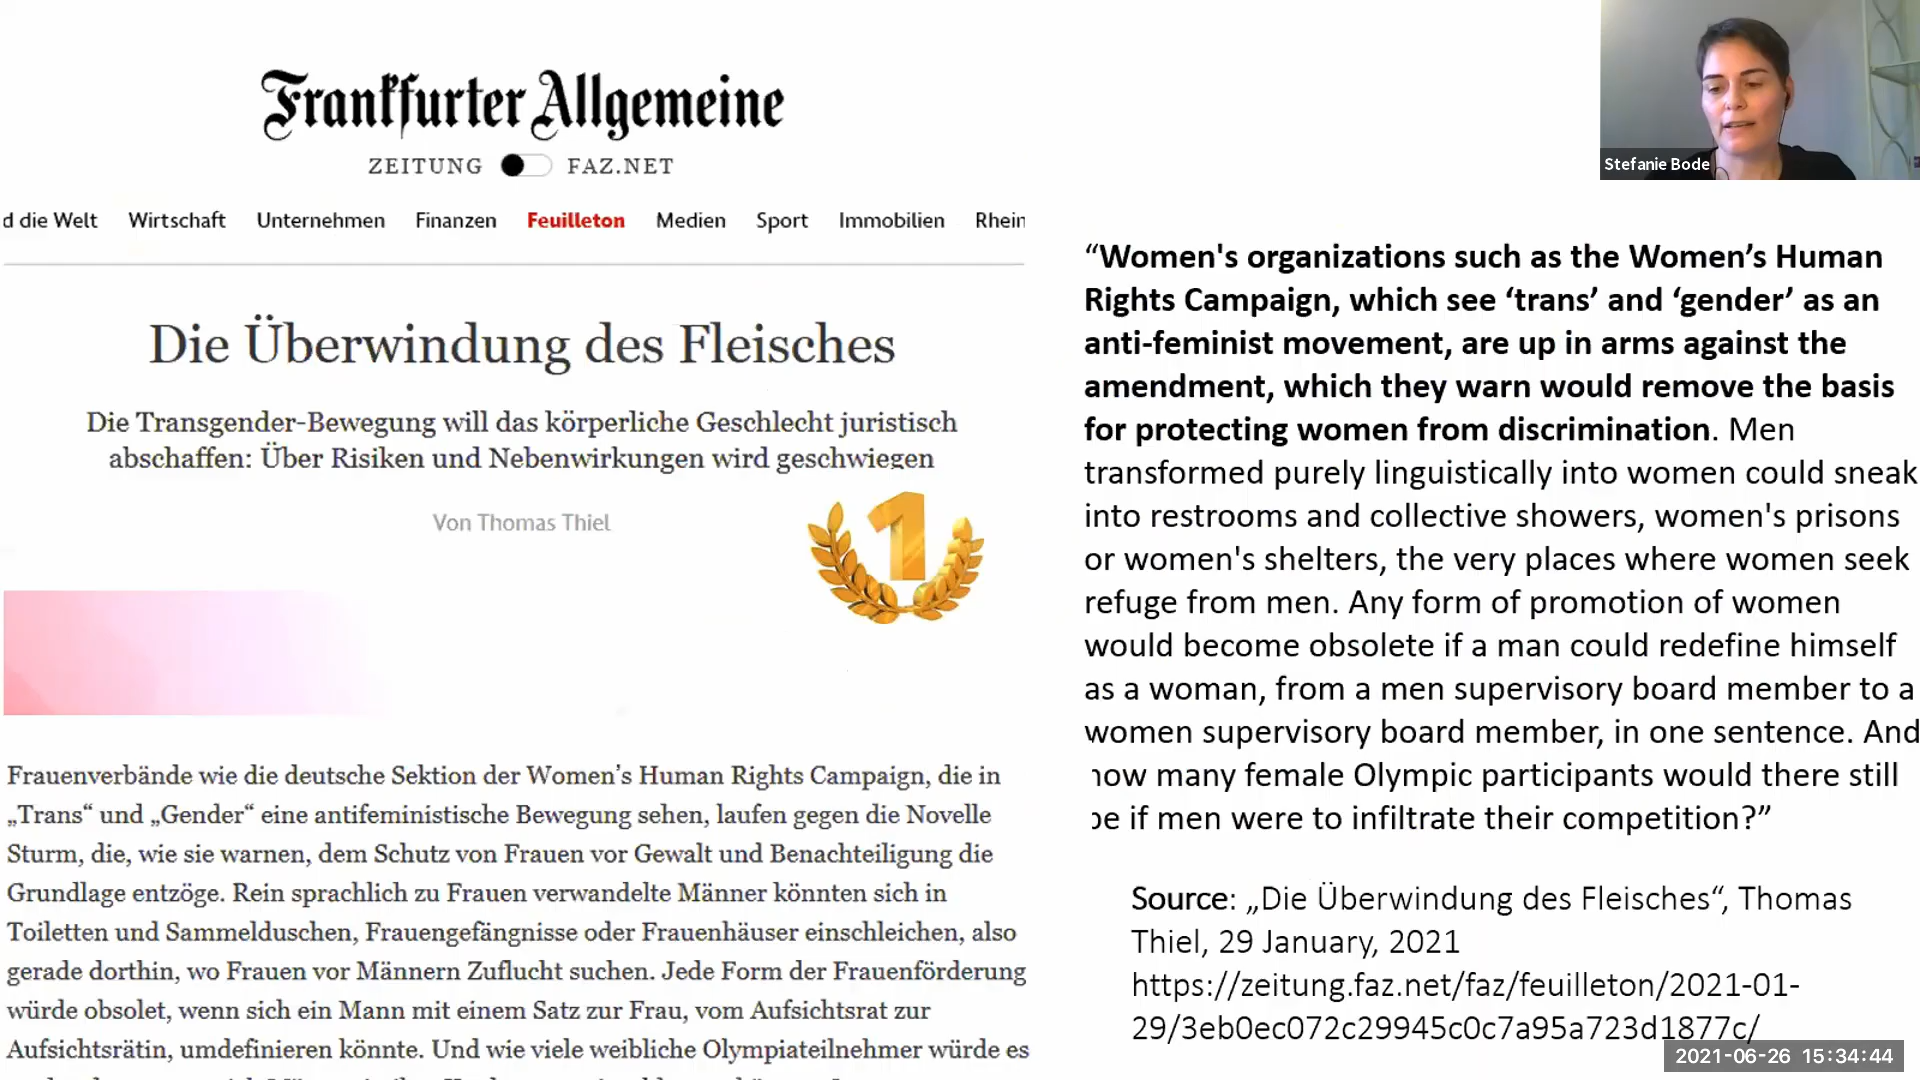 Frankfurter Allgemeine
ZEITUNG FAZ.NET
d die Welt Wirtschaft Unternehmen Finanzen Feuilleton Medien Sport Immobilien Rhein
Die Überwindung des Fleisches
Die Transgender-Bewegung will das körperliche Geschlecht juristisch
abschaffen: Über Risiken und Nebenwirkungen wird geschwiegen
Von Thomas Thiel
1
Frauenverbände wie die deutsche Sektion der Women’s Human Rights Campaign, die in
„Trans“ und „Gender“ eine antifeministische Bewegung sehen, laufen gegen die Novelle
Sturm, die, wie sie warnen, dem Schutz von Frauen vor Gewalt und Benachteiligung die
Grundlage entzöge. Rein sprachlich zu Frauen verwandelte Männer könnten sich in
Toiletten und Sammelduschen, Frauengefängnisse oder Frauenhäuser einschleichen, also
gerade dorthin, wo Frauen vor Männern Zuflucht suchen. Jede Form der Frauenförderung
würde obsolet, wenn sich ein Mann mit einem Satz zur Frau, vom Aufsichtsrat zur
Aufsichtsrätin, umdefinieren könnte. Und wie viele weibliche Olympiateilnehmer würde es
Stefanie Bode
“Women's organizations such as the Women’s Human
Rights Campaign, which see ‘trans’ and ‘gender’ as an
anti-feminist movement, are up in arms against the
amendment, which they warn would remove the basis
for protecting women from discrimination. Men
transformed purely linguistically into women could sneak
into restrooms and collective showers, women's prisons
or women's shelters, the very places where women seek
refuge from men. Any form of promotion of women
would become obsolete if a man could redefine himself
as a woman, from a men supervisory board member to a
women supervisory board member, in one sentence. And
how many female Olympic participants would there still
be if men were to infiltrate their competition?”
Source: „Die Überwindung des Fleisches“, Thomas
Thiel, 29 January, 2021
https://zeitung.faz.net/faz/feuilleton/2021-01-
29/3eb0ec072c29945c0c7a95a723d1877c/
2021-06-26 15:34:44